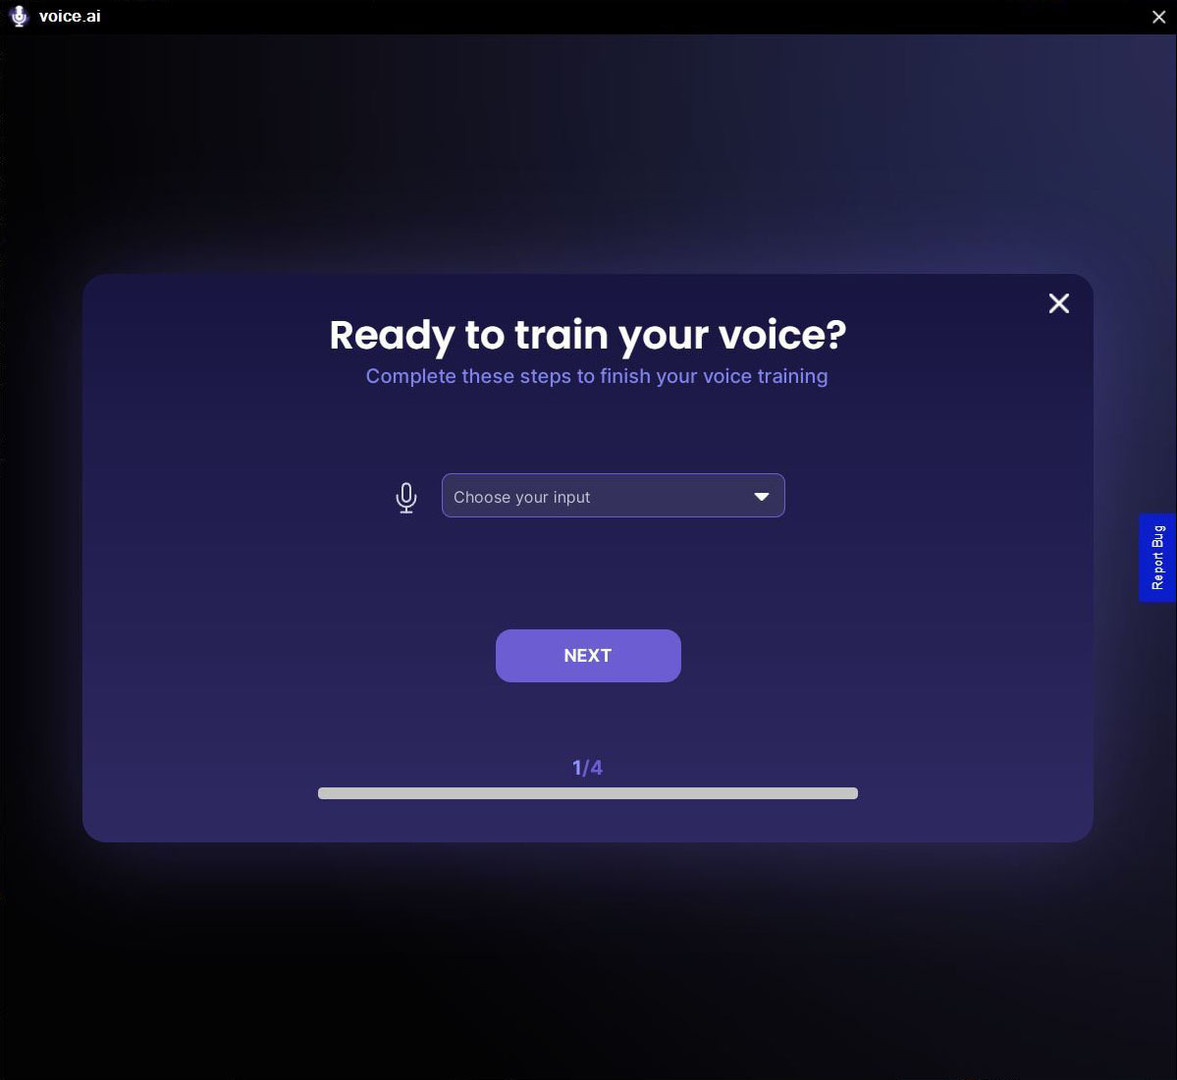 voice.ai
Ready to train your voice?
Complete these steps to finish your voice training
Choose your input
Report Bug
NEXT
1/4